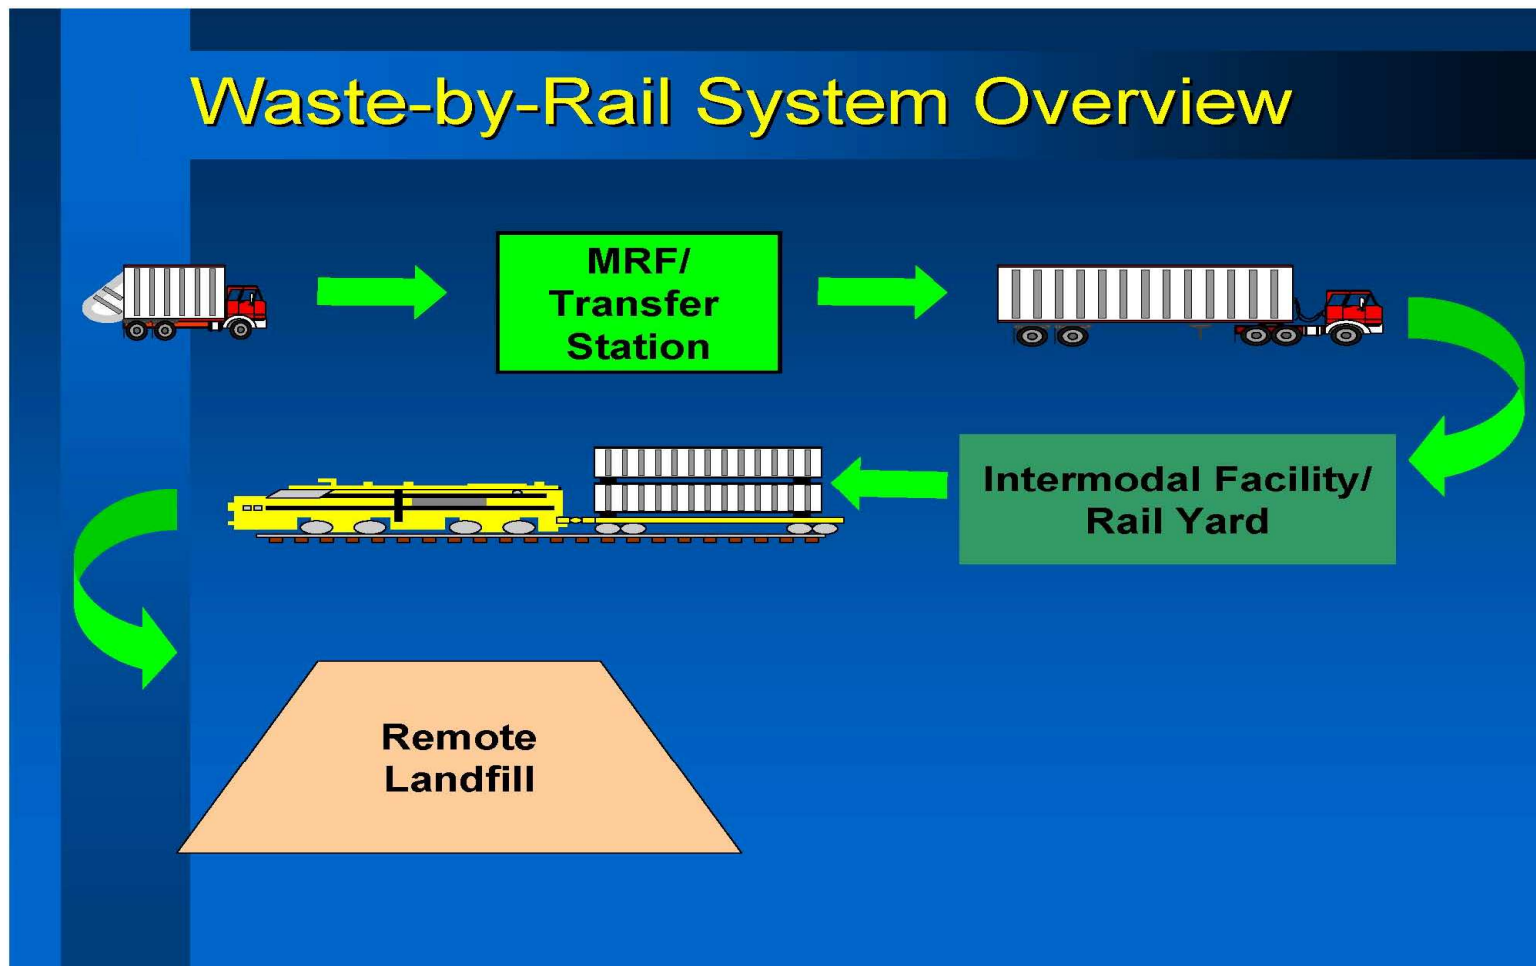 Waste-by-Rail System Overview
MRF/
Transfer
Station
Intermodal Facility/
Rail Yard
Remote
Landfill